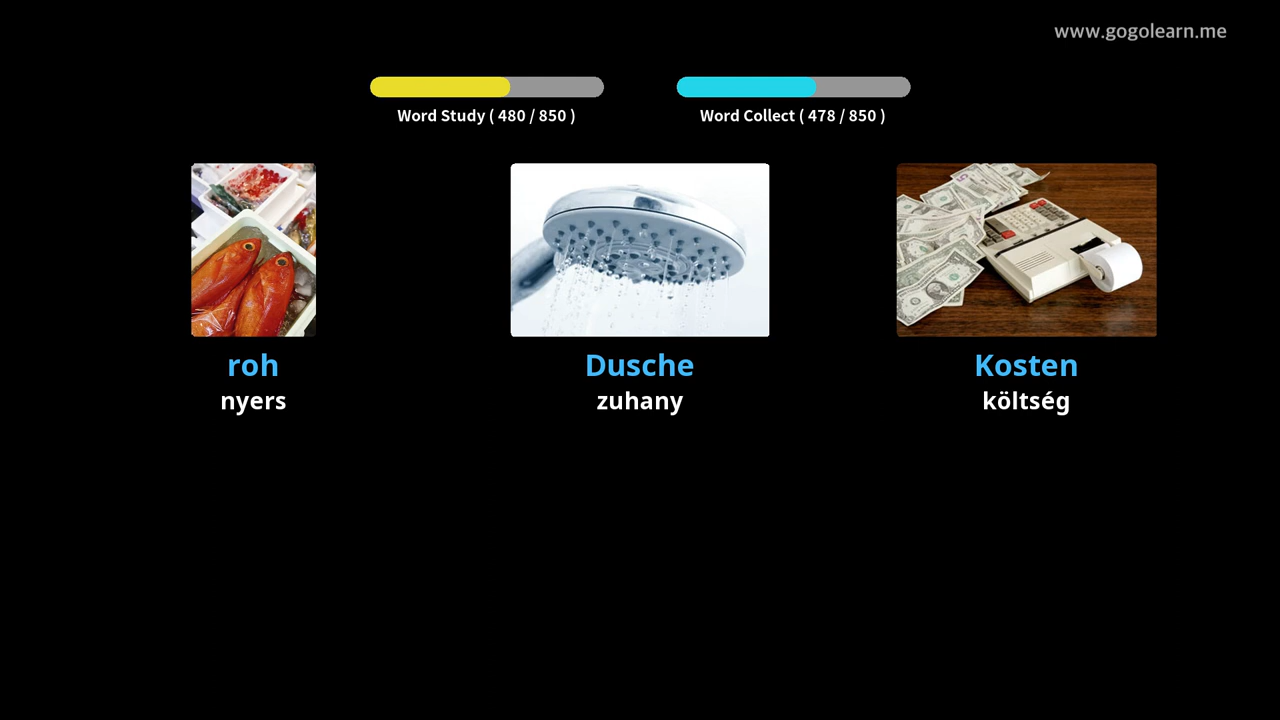 www.gogolearn.me
Word Study ( 480 / 850 )
Word Collect ( 478 / 850 )
roh
nyers
Dusche
zuhany
Kosten
költség